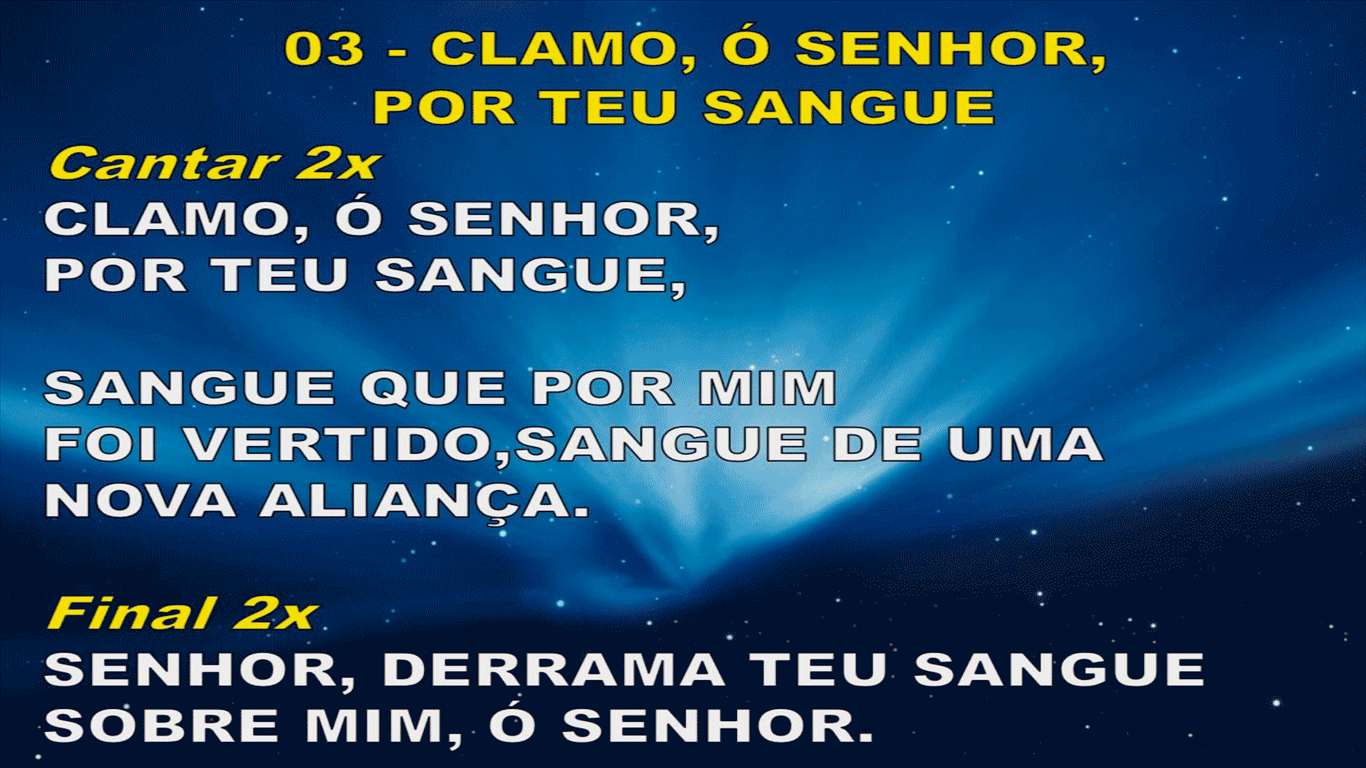 03 - CLAMO, Ó SENHOR,
POR TEU SANGUE
Cantar 2x
CLAMO, Ó SENHOR,
POR TEU SANGUE,
SANGUE QUE POR MIM
FOI VERTIDO,SANGUE DE UMA
NOVA ALIANÇA.
Final 2x
SENHOR, DERRAMA TEU SANGUE
SOBRE MIM, Ó SENHOR.